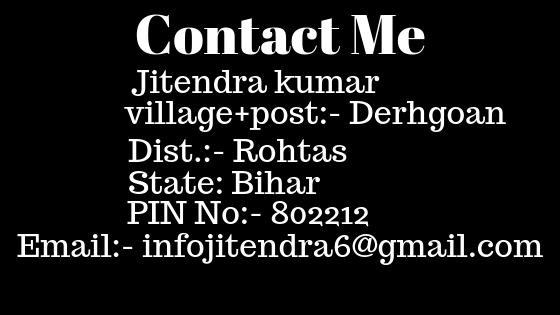 Contact Me
Jitendra kumar
village+post:- Derhgoan
Dist.:- Rohtas
State: Bihar
PIN No:- 802212
Email:- infojitendra6@gmail.com